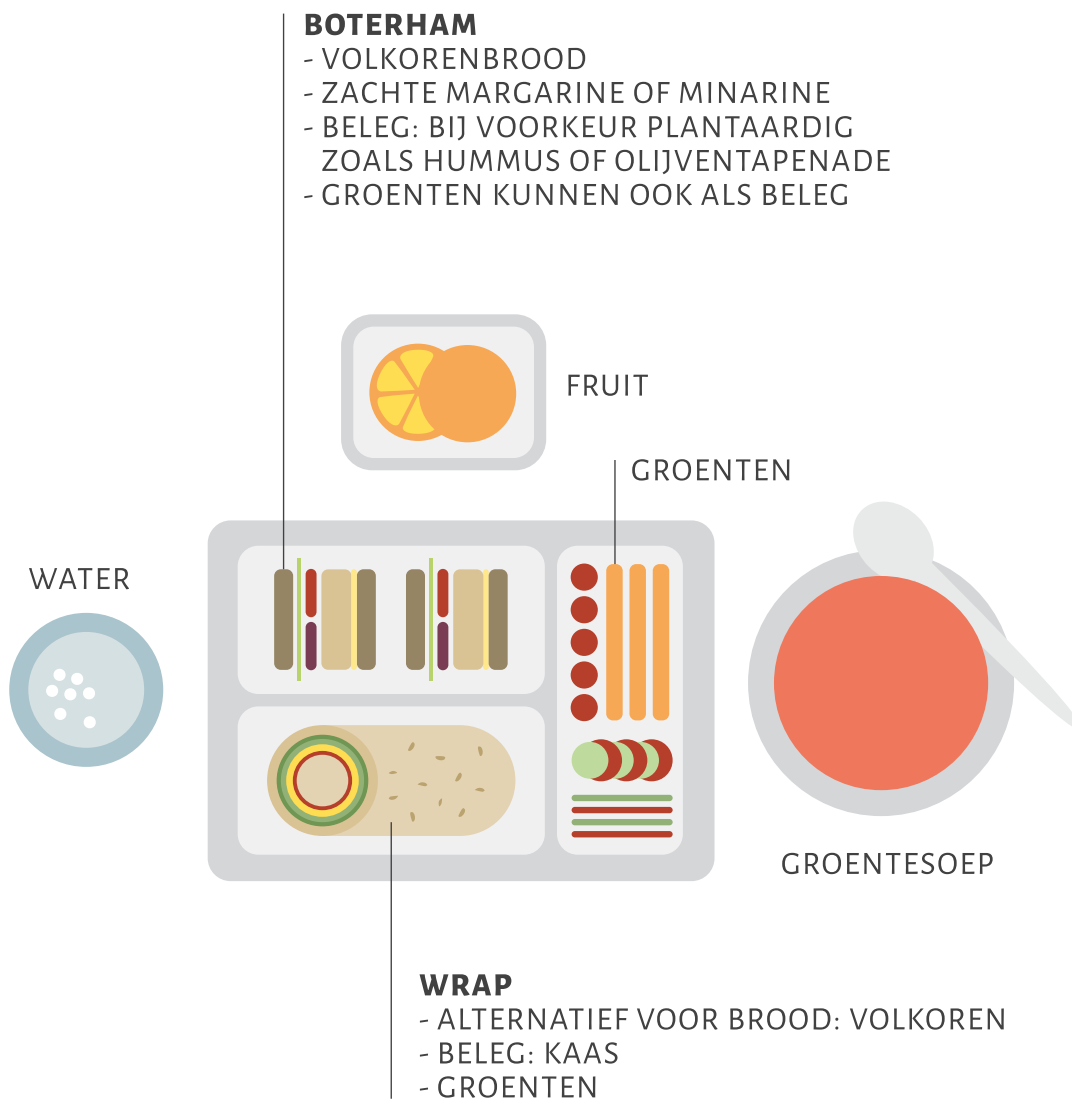 BOTERHAM
- VOLKORENBROOD
- ZACHTE MARGARINE OF MINARINE
- BELEG: BIJ VOORKEUR PLANTAARDIG
ZOALS HUMMUS OF OLIJVENTAPENADE
- GROENTEN KUNNEN OOK ALS BELEG
FRUIT
GROENTEN
WATER
GROENTESOEP
WRAP
- ALTERNATIEF VOOR BROOD: VOLKOREN
- BELEG: KAAS
- GROENTEN